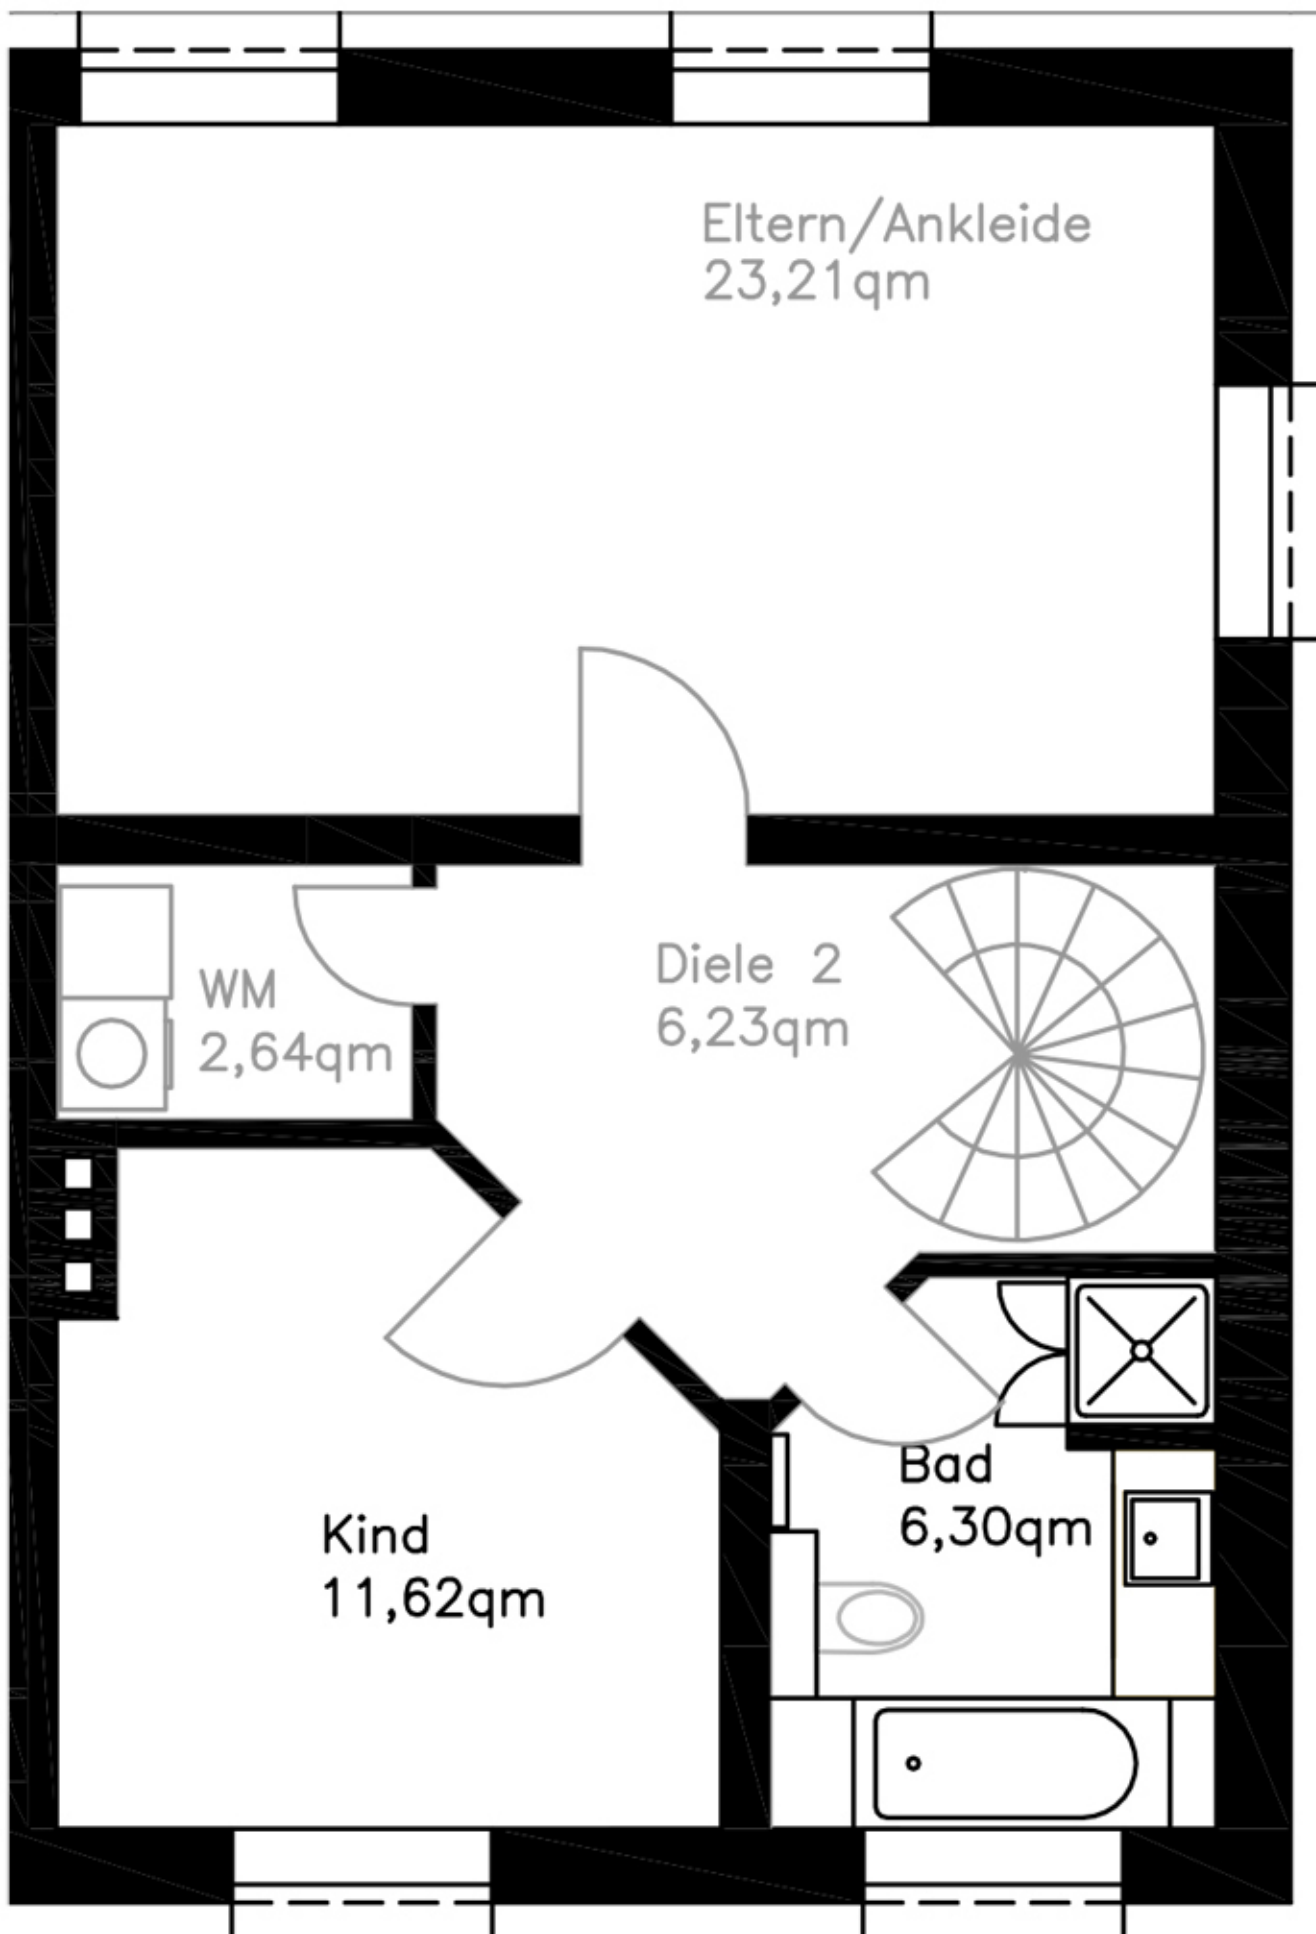 Eltern/Ankleide
23,21qm
Diele 2
6,23qm
WM
2,64qm
Bad
6,30qm
Kind
11,62qm